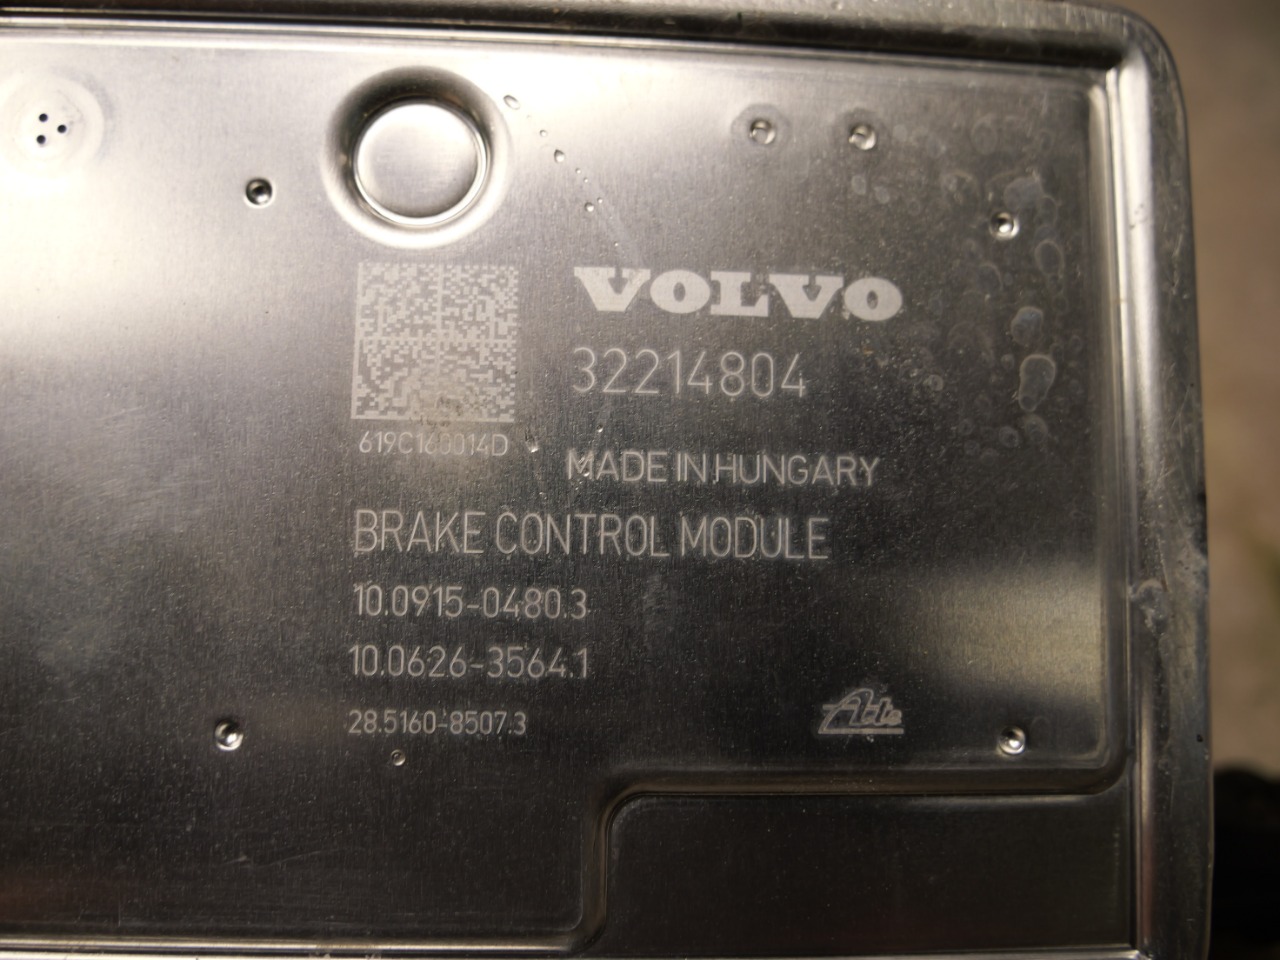 VOLVO
32214804
619C160014D
MADE IN HUNGARY
BRAKE CONTROL MODULE
10.0915-0480.3
10.0626-3564.1
28.5160-8507.3
Ate